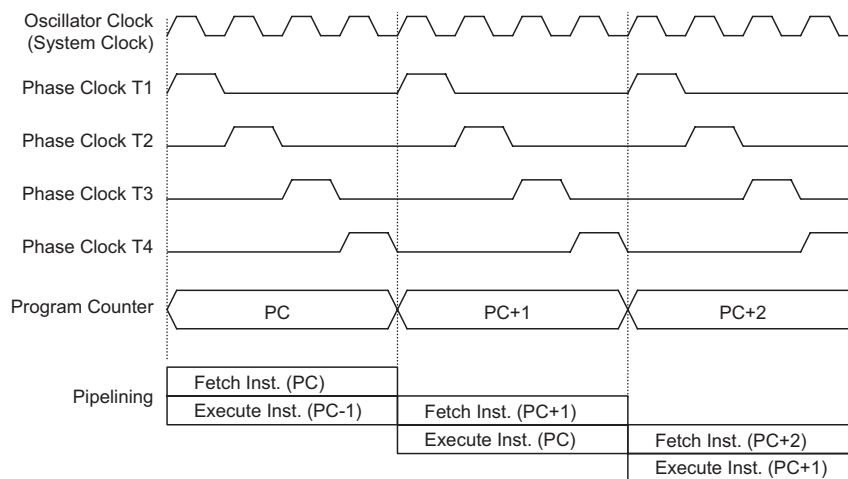 Oscillator Clock
(System Clock)
Phase Clock T1
Phase Clock T2
Phase Clock T3
Phase Clock T4
Program Counter
PC
PC+1
PC+2
Pipelining
Fetch Inst. (PC)
Execute Inst. (PC-1)
Fetch Inst. (PC+1)
Execute Inst. (PC)
Fetch Inst. (PC+2)
Execute Inst. (PC+1)